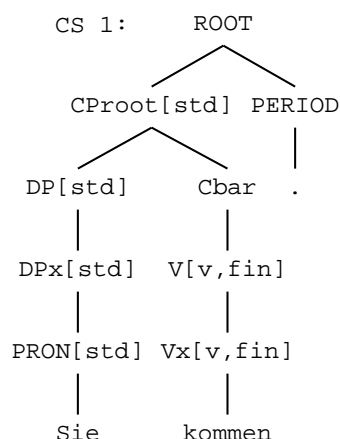 CS 1: ROOT
CProot[std] PERIOD
DP[std] Cbar .
DPx[std] V[v,fin]
PRON[std] Vx[v,fin]
Sie kommen